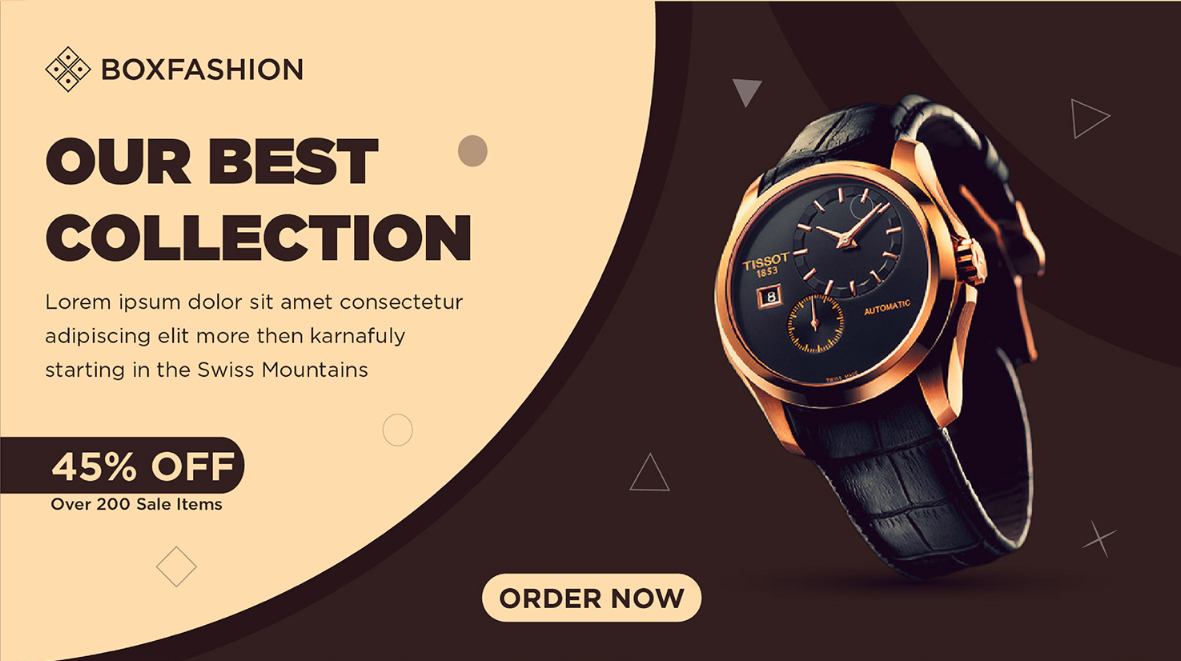 BOXFASHION
OUR BEST
COLLECTION
Lorem ipsum dolor sit amet consectetur
adipiscing elit more then karnafuly
starting in the Swiss Mountains
45% OFF
Over 200 Sale Items
TISSOT
1853
8
AUTOMATIC
SWISS MADE
ORDER NOW